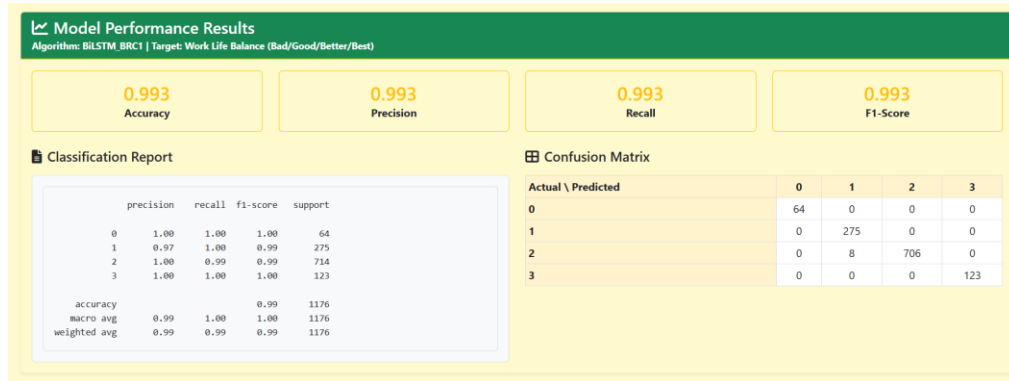 Model Performance Results
Algorithm: BiLSTM_BRC1 | Target: Work Life Balance (Bad/Good/Better/Best)
0.993
Accuracy
0.993
Precision
0.993
Recall
0.993
F1-Score
Classification Report
precision recall f1-score support
0 1.00 1.00 1.00 64
1 0.97 1.00 0.99 275
2 1.00 0.99 0.99 714
3 1.00 1.00 1.00 123
accuracy 0.99 1176
macro avg 0.99 1.00 1.00 1176
weighted avg 0.99 0.99 0.99 1176
Confusion Matrix
Actual \ Predicted 0 1 2 3
0 64 0 0 0
1 0 275 0 0
2 0 8 706 0
3 0 0 0 123